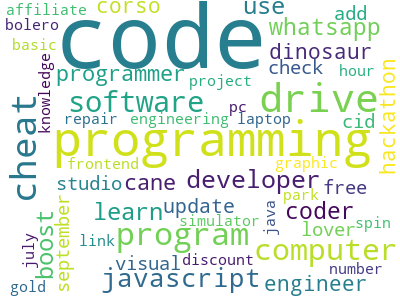 affiliate corso code use add
bolero whatsapp
basic programmer dinosaur
knowledge project check hour
cheat software drive hackathon
repair engineering pc laptop cid
programming
frontend graphic
studio cane developer free park
learn update java coder
boost program simulator lover spin
september link computer
july visual discount number
gold javascript engineer